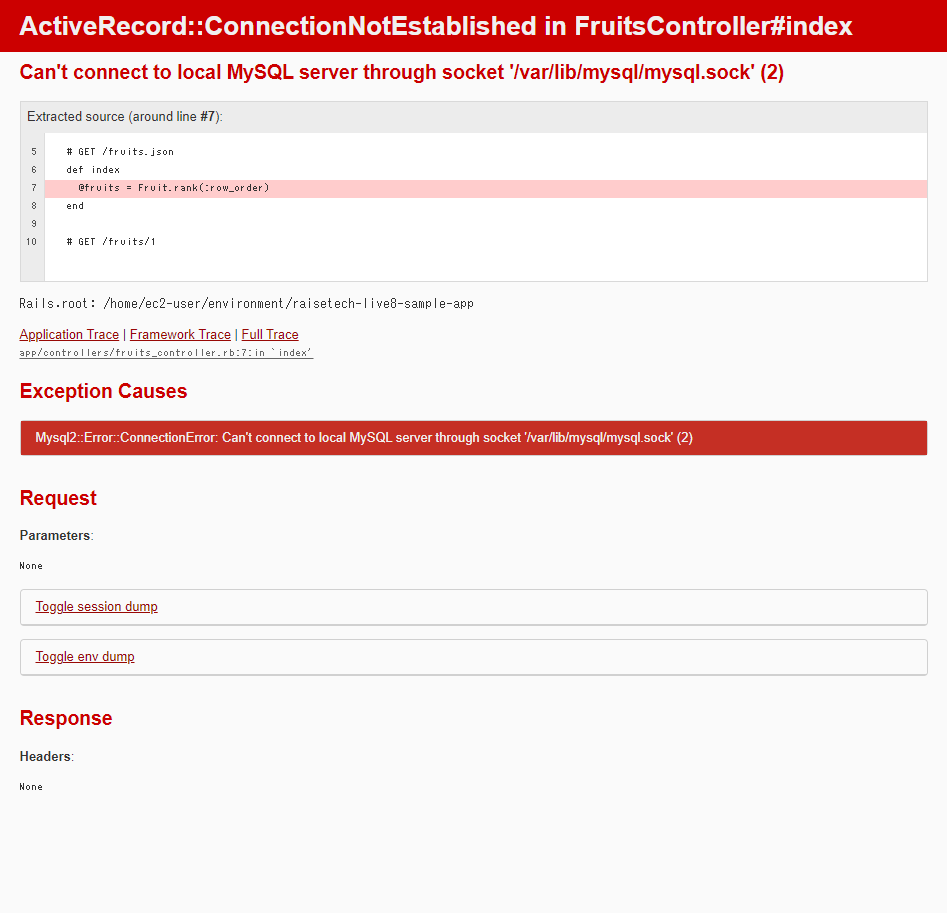 ActiveRecord::ConnectionNotEstablished in FruitsController#index
Can't connect to local MySQL server through socket '/var/lib/mysql/mysql.sock' (2)
Extracted source (around line #7):
5 # GET /fruits.json
6 def index
7 @fruits = Fruit.rank(:row_order)
8 end
9
10 # GET /fruits/1
Rails.root: /home/ec2-user/environment/raisetech-live8-sample-app
Application Trace | Framework Trace | Full Trace
app/controllers/fruits_controller.rb:7:in `index'
Exception Causes
Mysql2::Error::ConnectionError: Can't connect to local MySQL server through socket '/var/lib/mysql/mysql.sock' (2)
Request
Parameters:
None
Toggle session dump
Toggle env dump
Response
Headers:
None